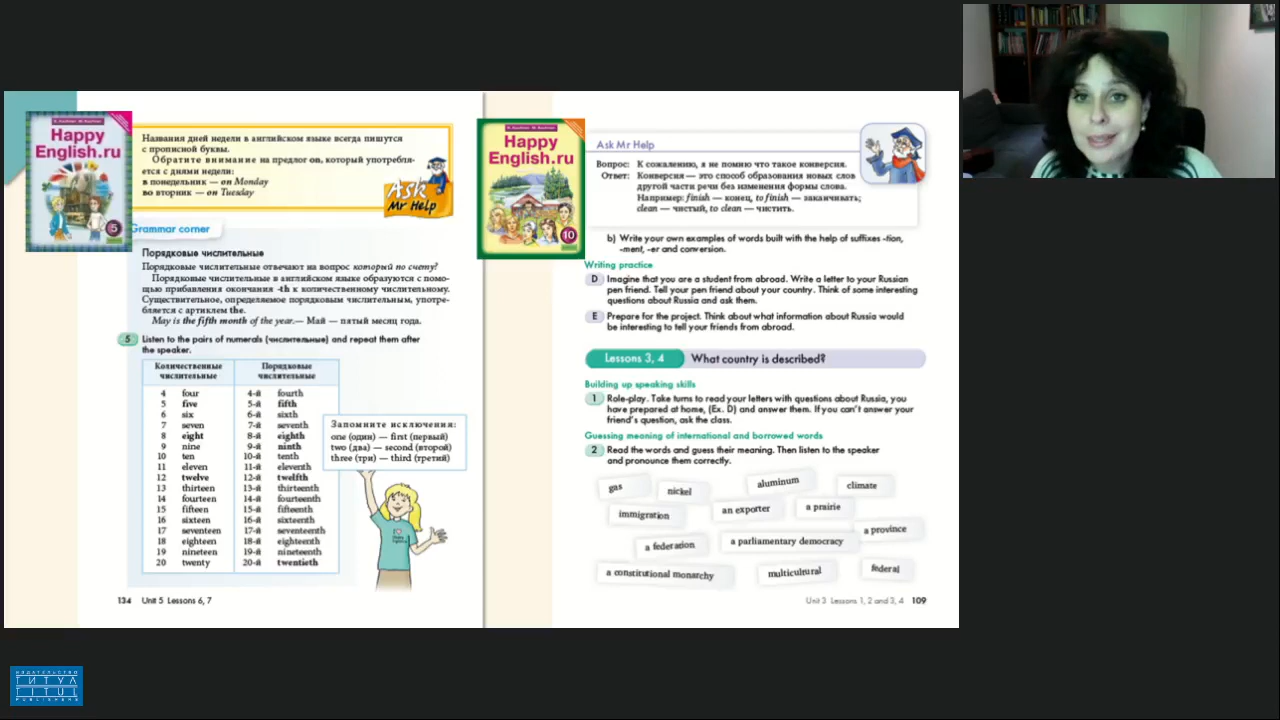 Happy
English.ru
5
Названия дней недели в английском языке всегда пишутся
с прописной буквы.
Обратите внимание на предлог on, который употребля-
ется с днями недели:
в понедельник — on Monday
во вторник — on Tuesday
Ask
Mr Help
Grammar corner
Порядковые числительные
Порядковые числительные отвечают на вопрос который по счету?
Порядковые числительные в английском языке образуются с помо-
щью прибавления окончания -th к количественному числительному.
Существительное, определяемое порядковым числительным, употре-
бляется с артиклем the.
May is the fifth month of the year.— Май — пятый месяц года.
5 Listen to the pairs of numerals (числительные) and repeat them after
the speaker.
Количественные числительные
Порядковые числительные
4 four 4-й fourth
5 five 5-й fifth
6 six 6-й sixth
7 seven 7-й seventh
8 eight 8-й eighth
9 nine 9-й ninth
10 ten 10-й tenth
11 eleven 11-й eleventh
12 twelve 12-й twelfth
13 thirteen 13-й thirteenth
14 fourteen 14-й fourteenth
15 fifteen 15-й fifteenth
16 sixteen 16-й sixteenth
17 seventeen 17-й seventeenth
18 eighteen 18-й eighteenth
19 nineteen 19-й nineteenth
20 twenty 20-й twentieth
Запомните исключения:
one (один) — first (первый)
two (два) — second (второй)
three (три) — third (третий)
134 Unit 5 Lessons 6, 7
Happy
English.ru
10
Ask Mr Help
Вопрос: К сожалению, я не помню что такое конверсия.
Ответ: Конверсия — это способ образования новых слов
другой части речи без изменения формы слова.
Например: finish — конец, to finish — заканчивать;
clean — чистый, to clean — чистить.
b) Write your own examples of words built with the help of suffixes -tion,
-ment, -er and conversion.
Writing practice
D Imagine that you are a student from abroad. Write a letter to your Russian
pen friend. Tell your pen friend about your country. Think of some interesting
questions about Russia and ask them.
E Prepare for the project. Think about what information about Russia would
be interesting to tell your friends from abroad.
Lessons 3, 4 What country is described?
Building up speaking skills
1 Role-play. Take turns to read your letters with questions about Russia, you
have prepared at home, (Ex. D) and answer them. If you can't answer your
friend's question, ask the class.
Guessing meaning of international and borrowed words
2 Read the words and guess their meaning. Then listen to the speaker
and pronounce them correctly.
gas
nickel
aluminum
climate
immigration
an exporter
a prairie
a province
a federation
a parliamentary democracy
a constitutional monarchy
multicultural
federal
Unit 3 Lessons 1, 2 and 3, 4 109
ИЗДАТЕЛЬСТВО
ТИТУЛ
TITUL
PUBLISHERS